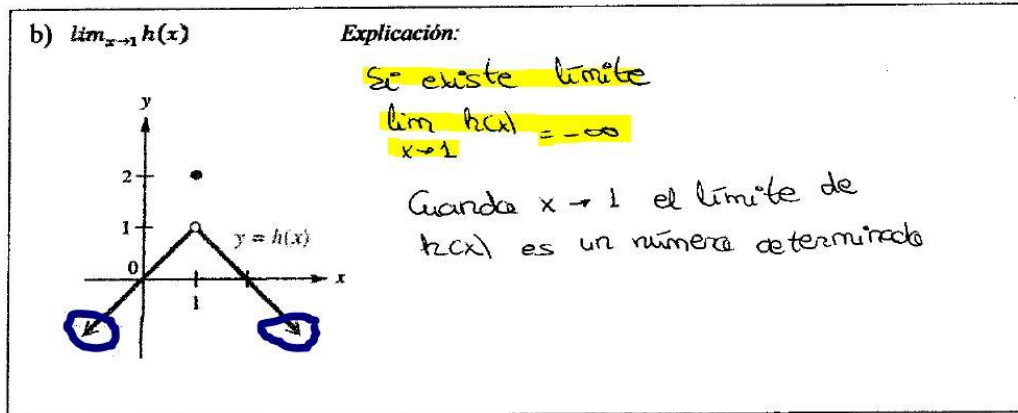 b) lim x→1 h(x)
Explicación:
Si existe límite
lim h(x) = -∞
x→1
Cuando x → 1 el límite de
h(x) es un número determinado
y
2
1
y = h(x)
0
x
1